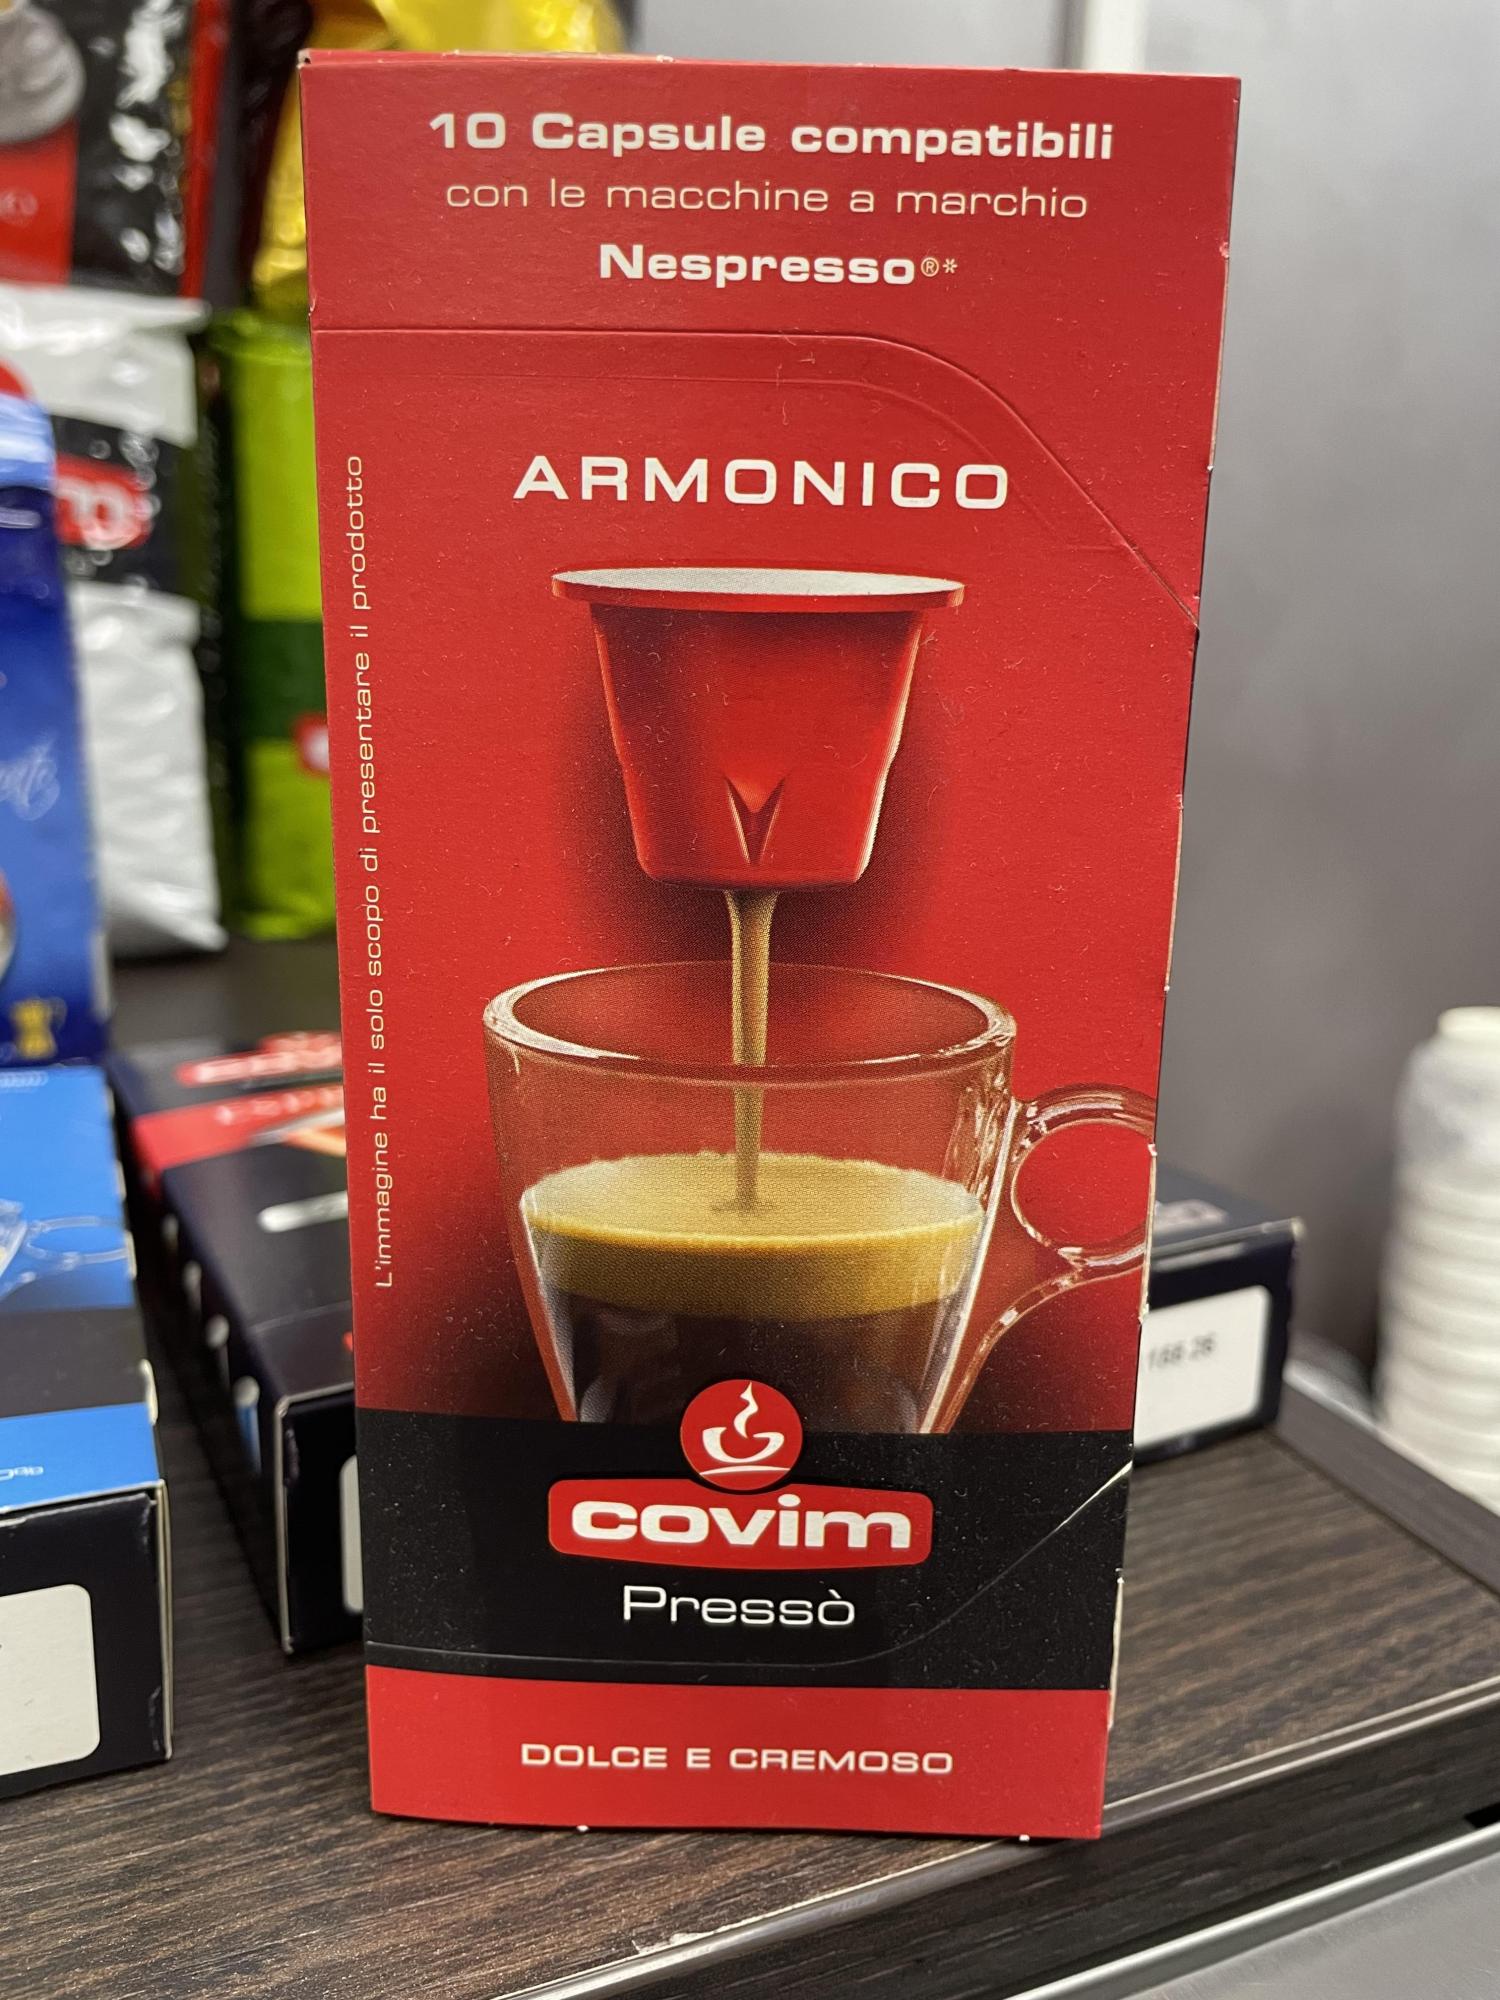 10 Capsule compatibili
con le macchine a marchio
Nespresso®*
ARMONICO
L'immagine ha il solo scopo di presentare il prodotto
covim
Pressò
DOLCE E CREMOSO